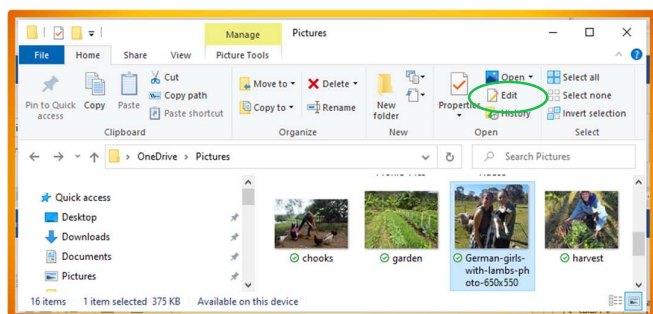 Manage
Pictures
File
Home
Share
View
Picture Tools
Pin to Quick access
Copy
Paste
Cut
Copy path
Paste shortcut
Clipboard
Move to
Copy to
Delete
Rename
Organize
New folder
New
Properties
Open
Edit
History
Open
Select all
Select none
Invert selection
Select
OneDrive
Pictures
Search Pictures
Quick access
Desktop
Downloads
Documents
Pictures
chooks
garden
German-girls-
with-lambs-ph
oto-650x550
harvest
16 items
1 item selected 375 KB
Available on this device